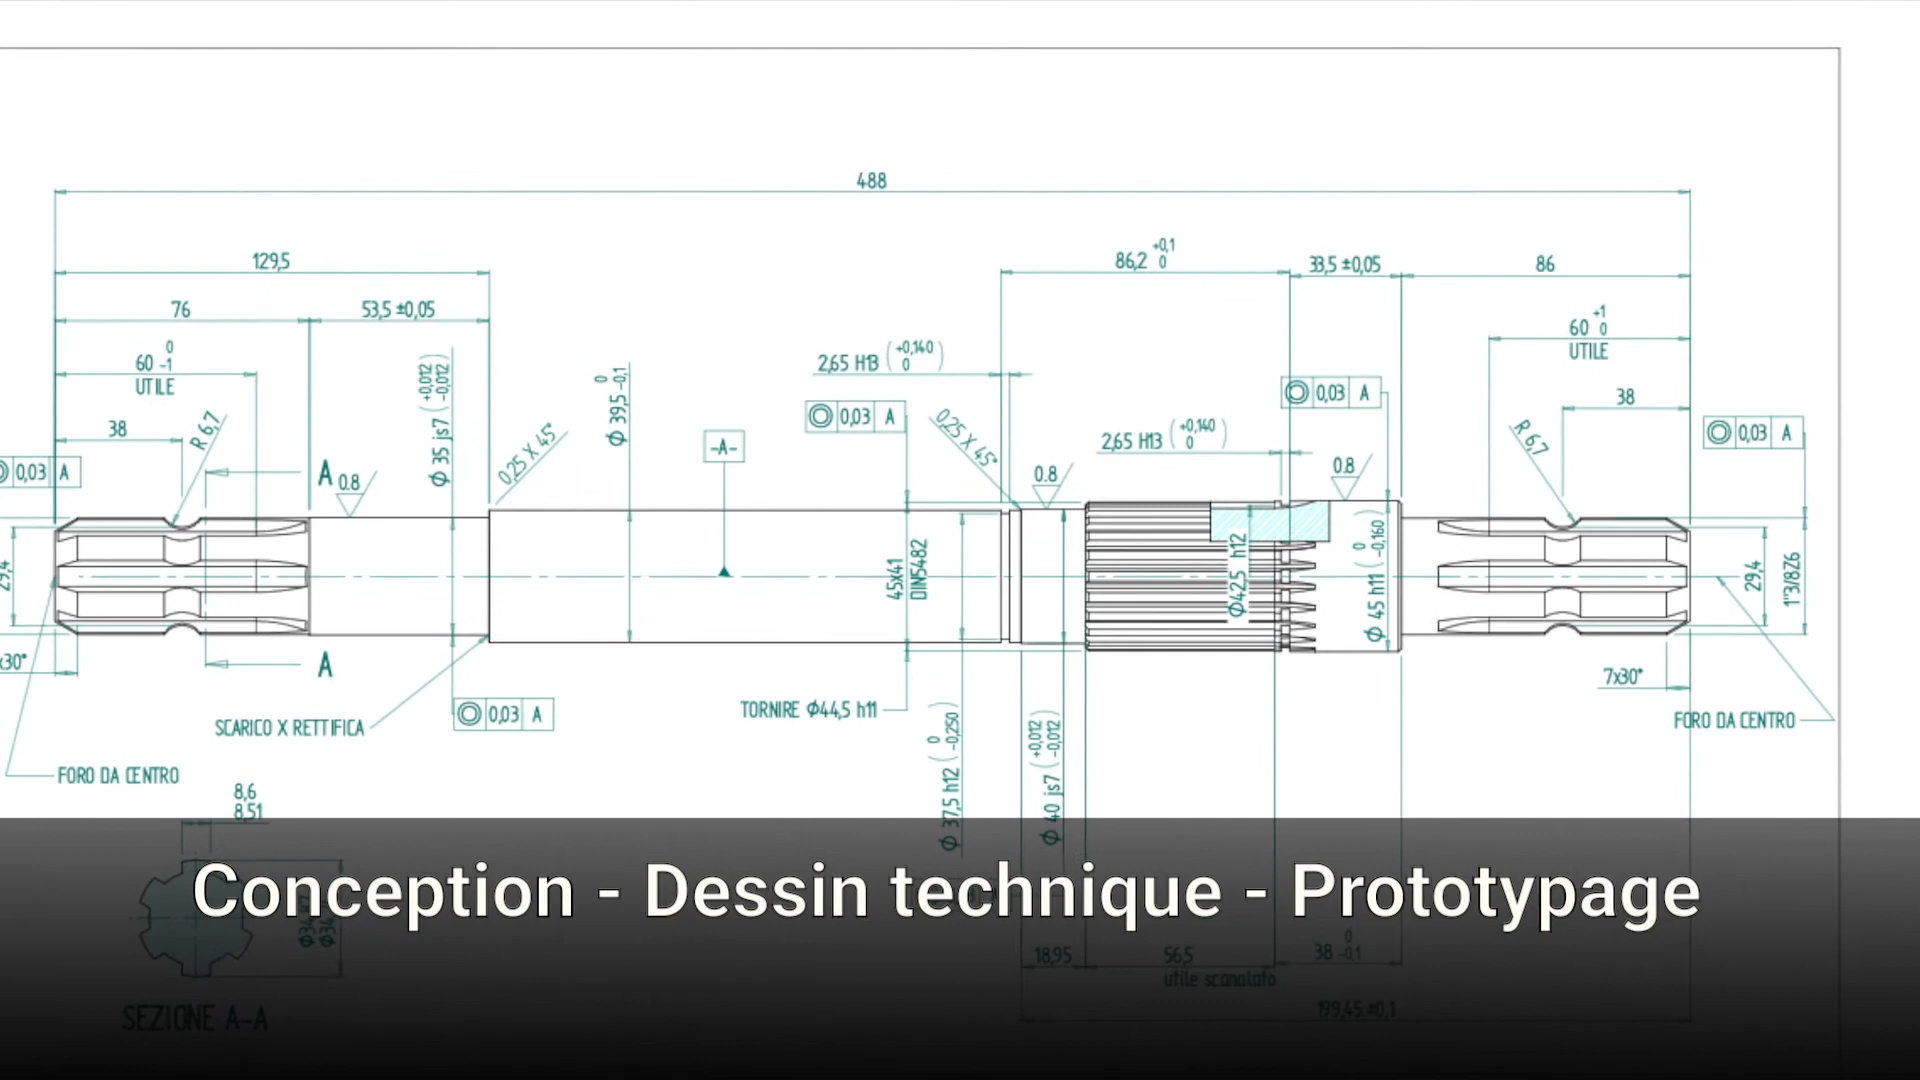 488
129,5
86,2 +0,1 0
33,5 ±0,05
86
76
53,5 ±0,05
60 0 -1
UTILE
60 +1 0
UTILE
2,65 H13 (+0,140 0)
38
R 6,7
Φ 35 js7 (+0,012 -0,012)
0,25 X 45°
Φ 39,5 0 -0,1
-A-
0,03 A
0,25 X 45°
2,65 H13 (+0,140 0)
0,03 A
38
R 6,7
0,03 A
0,03 A
A
0.8
0.8
0.8
29,4
45x41
DIN5482
Φ42,5 h12
Φ 45 h11 (0 -0,160)
29,4
1"3/8Z6
x30°
A
7x30°
SCARICO X RETTIFICA
0,03 A
TORNIRE Φ44,5 h11
Φ 37,5 h12 (0 -0,250)
Φ 40 js7 (+0,012 -0,012)
FORO DA CENTRO
FORO DA CENTRO
8,6
8,51
Conception - Dessin technique - Prototypage
18,95
56,5
utile scanalato
38 0 -0,1
199,45 ±0,1
SEZIONE A-A